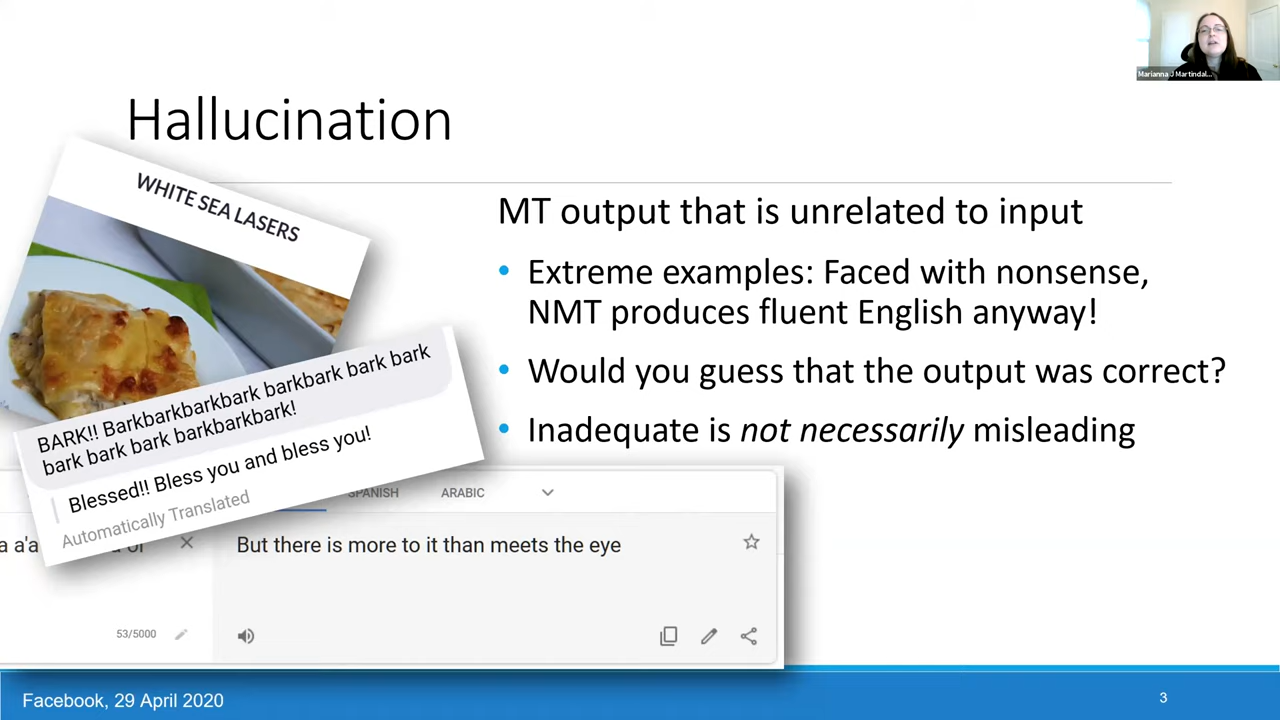 Marianna J Martindal...
Hallucination
WHITE SEA LASERS
MT output that is unrelated to input
• Extreme examples: Faced with nonsense,
NMT produces fluent English anyway!
• Would you guess that the output was correct?
• Inadequate is not necessarily misleading
BARK!! Barkbarkbarkbark barkbark bark bark
bark bark bark barkbarkbark!
Blessed!! Bless you and bless you!
Automatically Translated
SPANISH ARABIC
But there is more to it than meets the eye
53/5000
Facebook, 29 April 2020
3